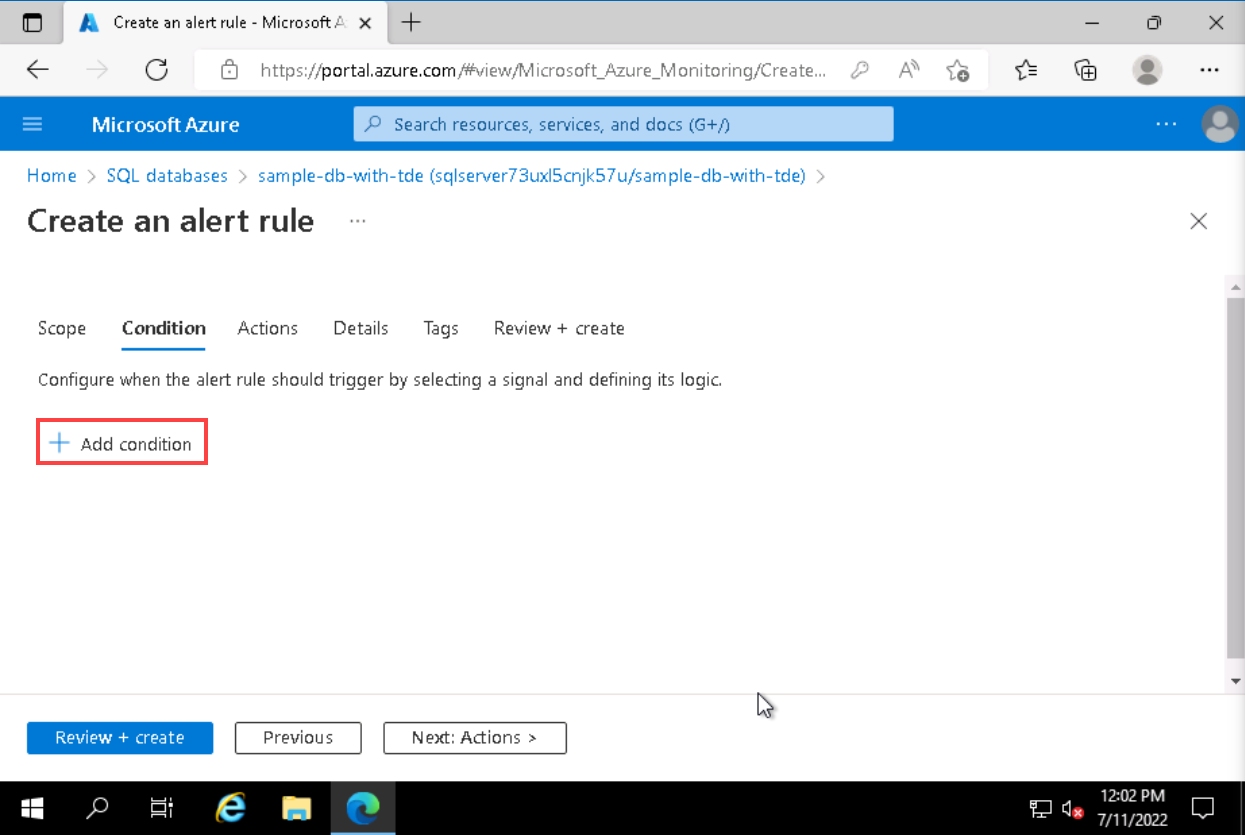 Create an alert rule - Microsoft A
https://portal.azure.com/#view/Microsoft_Azure_Monitoring/Create...
Microsoft Azure
Search resources, services, and docs (G+/)
Home > SQL databases > sample-db-with-tde (sqlserver73uxl5cnjk57u/sample-db-with-tde) >
Create an alert rule ...
Scope Condition Actions Details Tags Review + create
Configure when the alert rule should trigger by selecting a signal and defining its logic.
+ Add condition
Review + create Previous Next: Actions >
12:02 PM
7/11/2022